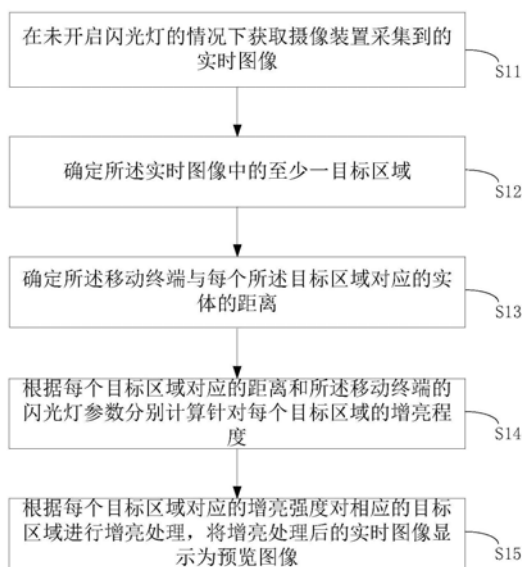 在未开启闪光灯的情况下获取摄像装置采集到的
实时图像
S11
确定所述实时图像中的至少一目标区域
S12
确定所述移动终端与每个所述目标区域对应的实
体的距离
S13
根据每个目标区域对应的距离和所述移动终端的
闪光灯参数分别计算针对每个目标区域的增亮程
度
S14
根据每个目标区域对应的增亮强度对相应的目标
区域进行增亮处理，将增亮处理后的实时图像显
示为预览图像
S15